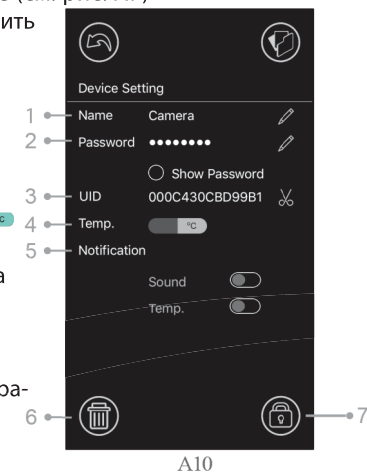 ить
Device Setting
1 Name Camera
2 Password ••••••••
Show Password
3 UID 000C430CBD99B1
4 Temp. °C
5 Notification
а
Sound
Temp.
ра-
6 7
A10